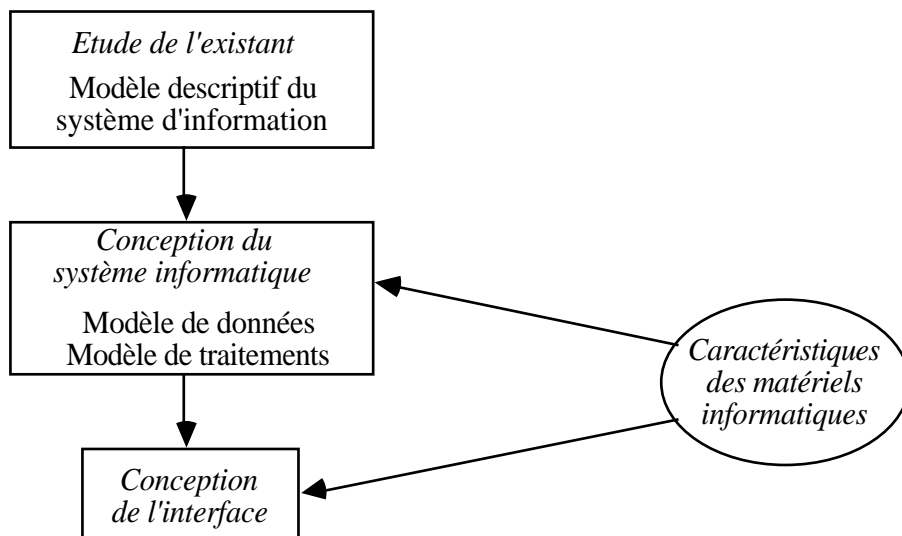 Etude de l'existant
Modèle descriptif du
système d'information
Conception du
système informatique
Modèle de données
Modèle de traitements
Caractéristiques
des matériels
informatiques
Conception
de l'interface